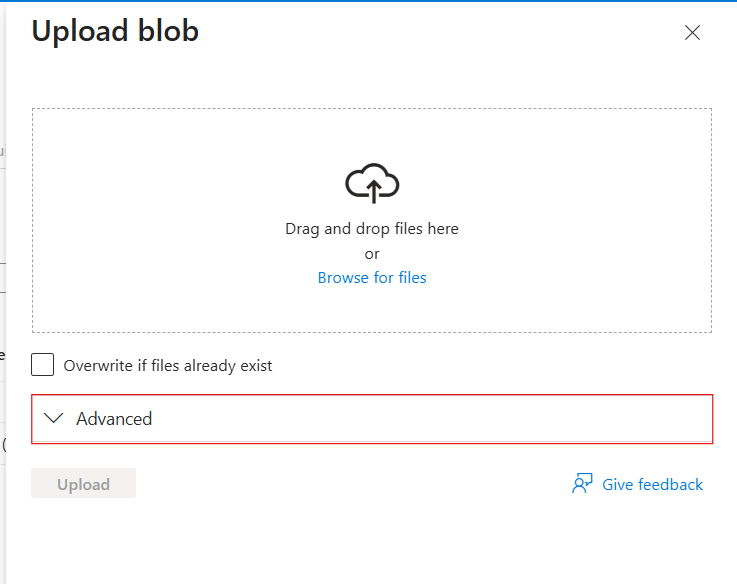 Upload blob
Drag and drop files here
or
Browse for files
Overwrite if files already exist
Advanced
Upload
Give feedback